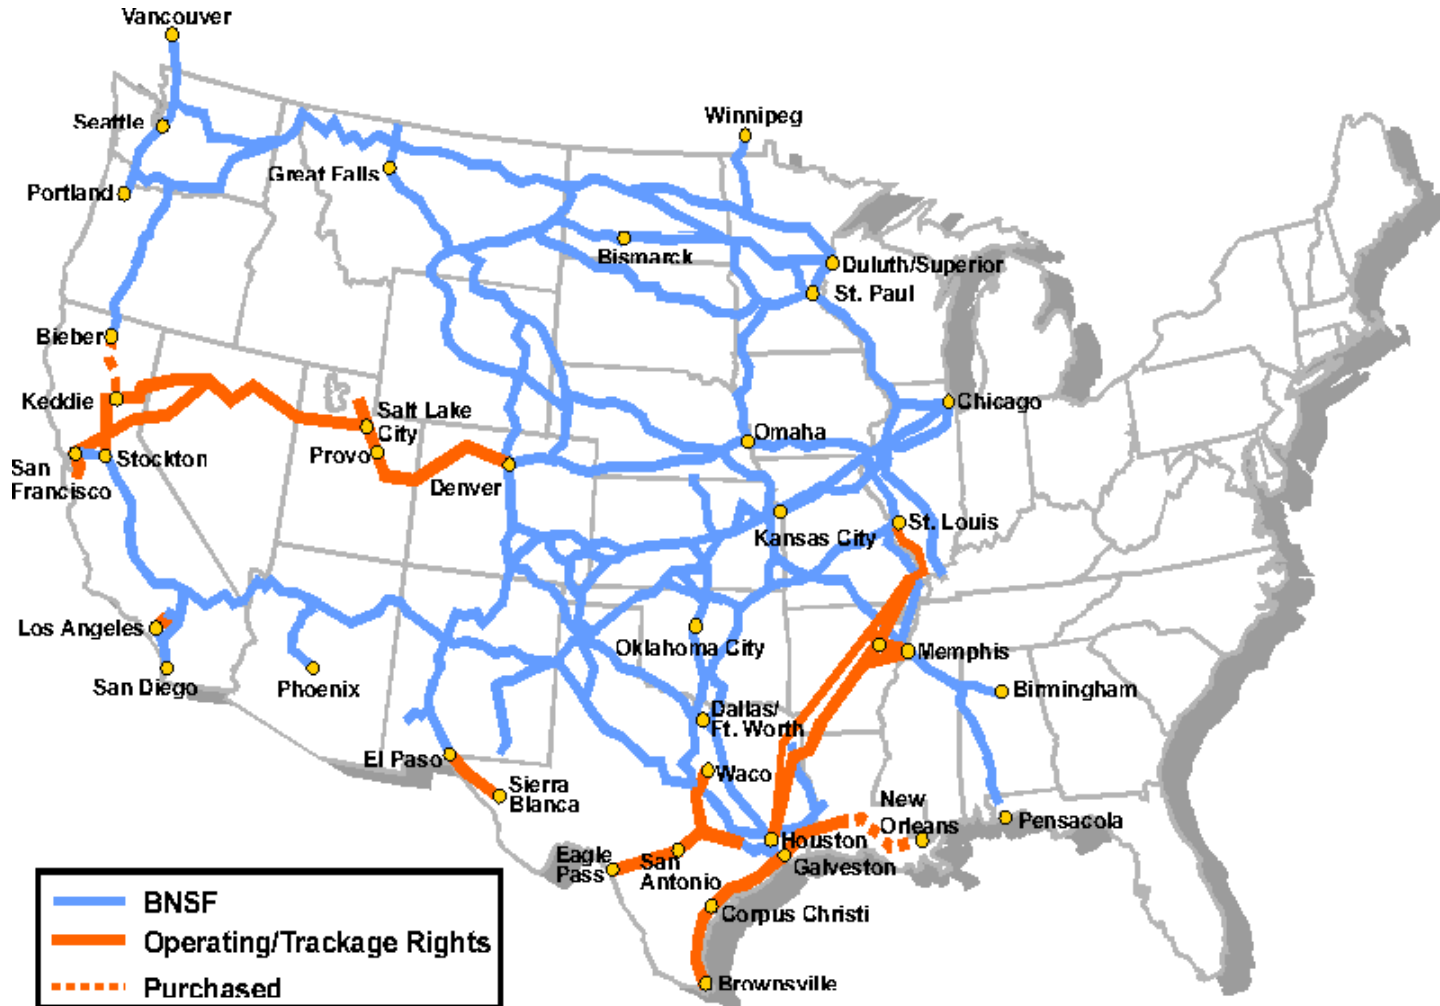 Vancouver
Seattle
Winnipeg
Great Falls
Portland
Bismarck
Duluth/Superior
St. Paul
Bieber
Keddie
Chicago
Salt Lake
City
Omaha
Provo
Stockton
San
Francisco
Denver
St. Louis
Kansas City
Los Angeles
Oklahoma City
Memphis
San Diego
Phoenix
Birmingham
Dallas/
Ft. Worth
El Paso
Waco
Sierra
Blanca
New
Orleans
Pensacola
Houston
Eagle
Pass
San
Antonio
Galveston
Corpus Christi
Brownsville
BNSF
Operating/Trackage Rights
Purchased